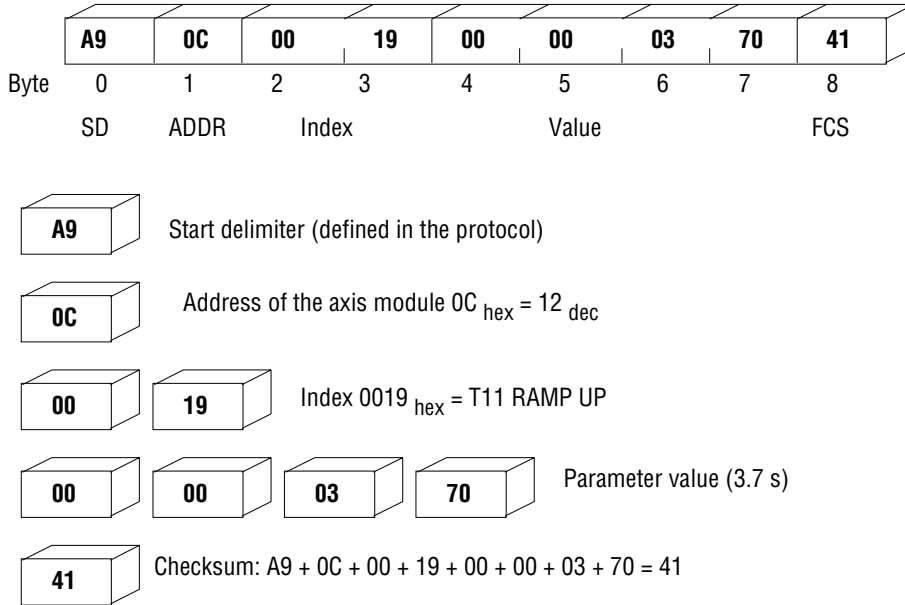 A9 0C 00 19 00 00 03 70 41
Byte 0 1 2 3 4 5 6 7 8
SD ADDR Index Value FCS
A9 Start delimiter (defined in the protocol)
0C Address of the axis module 0C hex = 12 dec
00 19 Index 0019 hex = T11 RAMP UP
00 00 03 70 Parameter value (3.7 s)
41 Checksum: A9 + 0C + 00 + 19 + 00 + 00 + 03 + 70 = 41